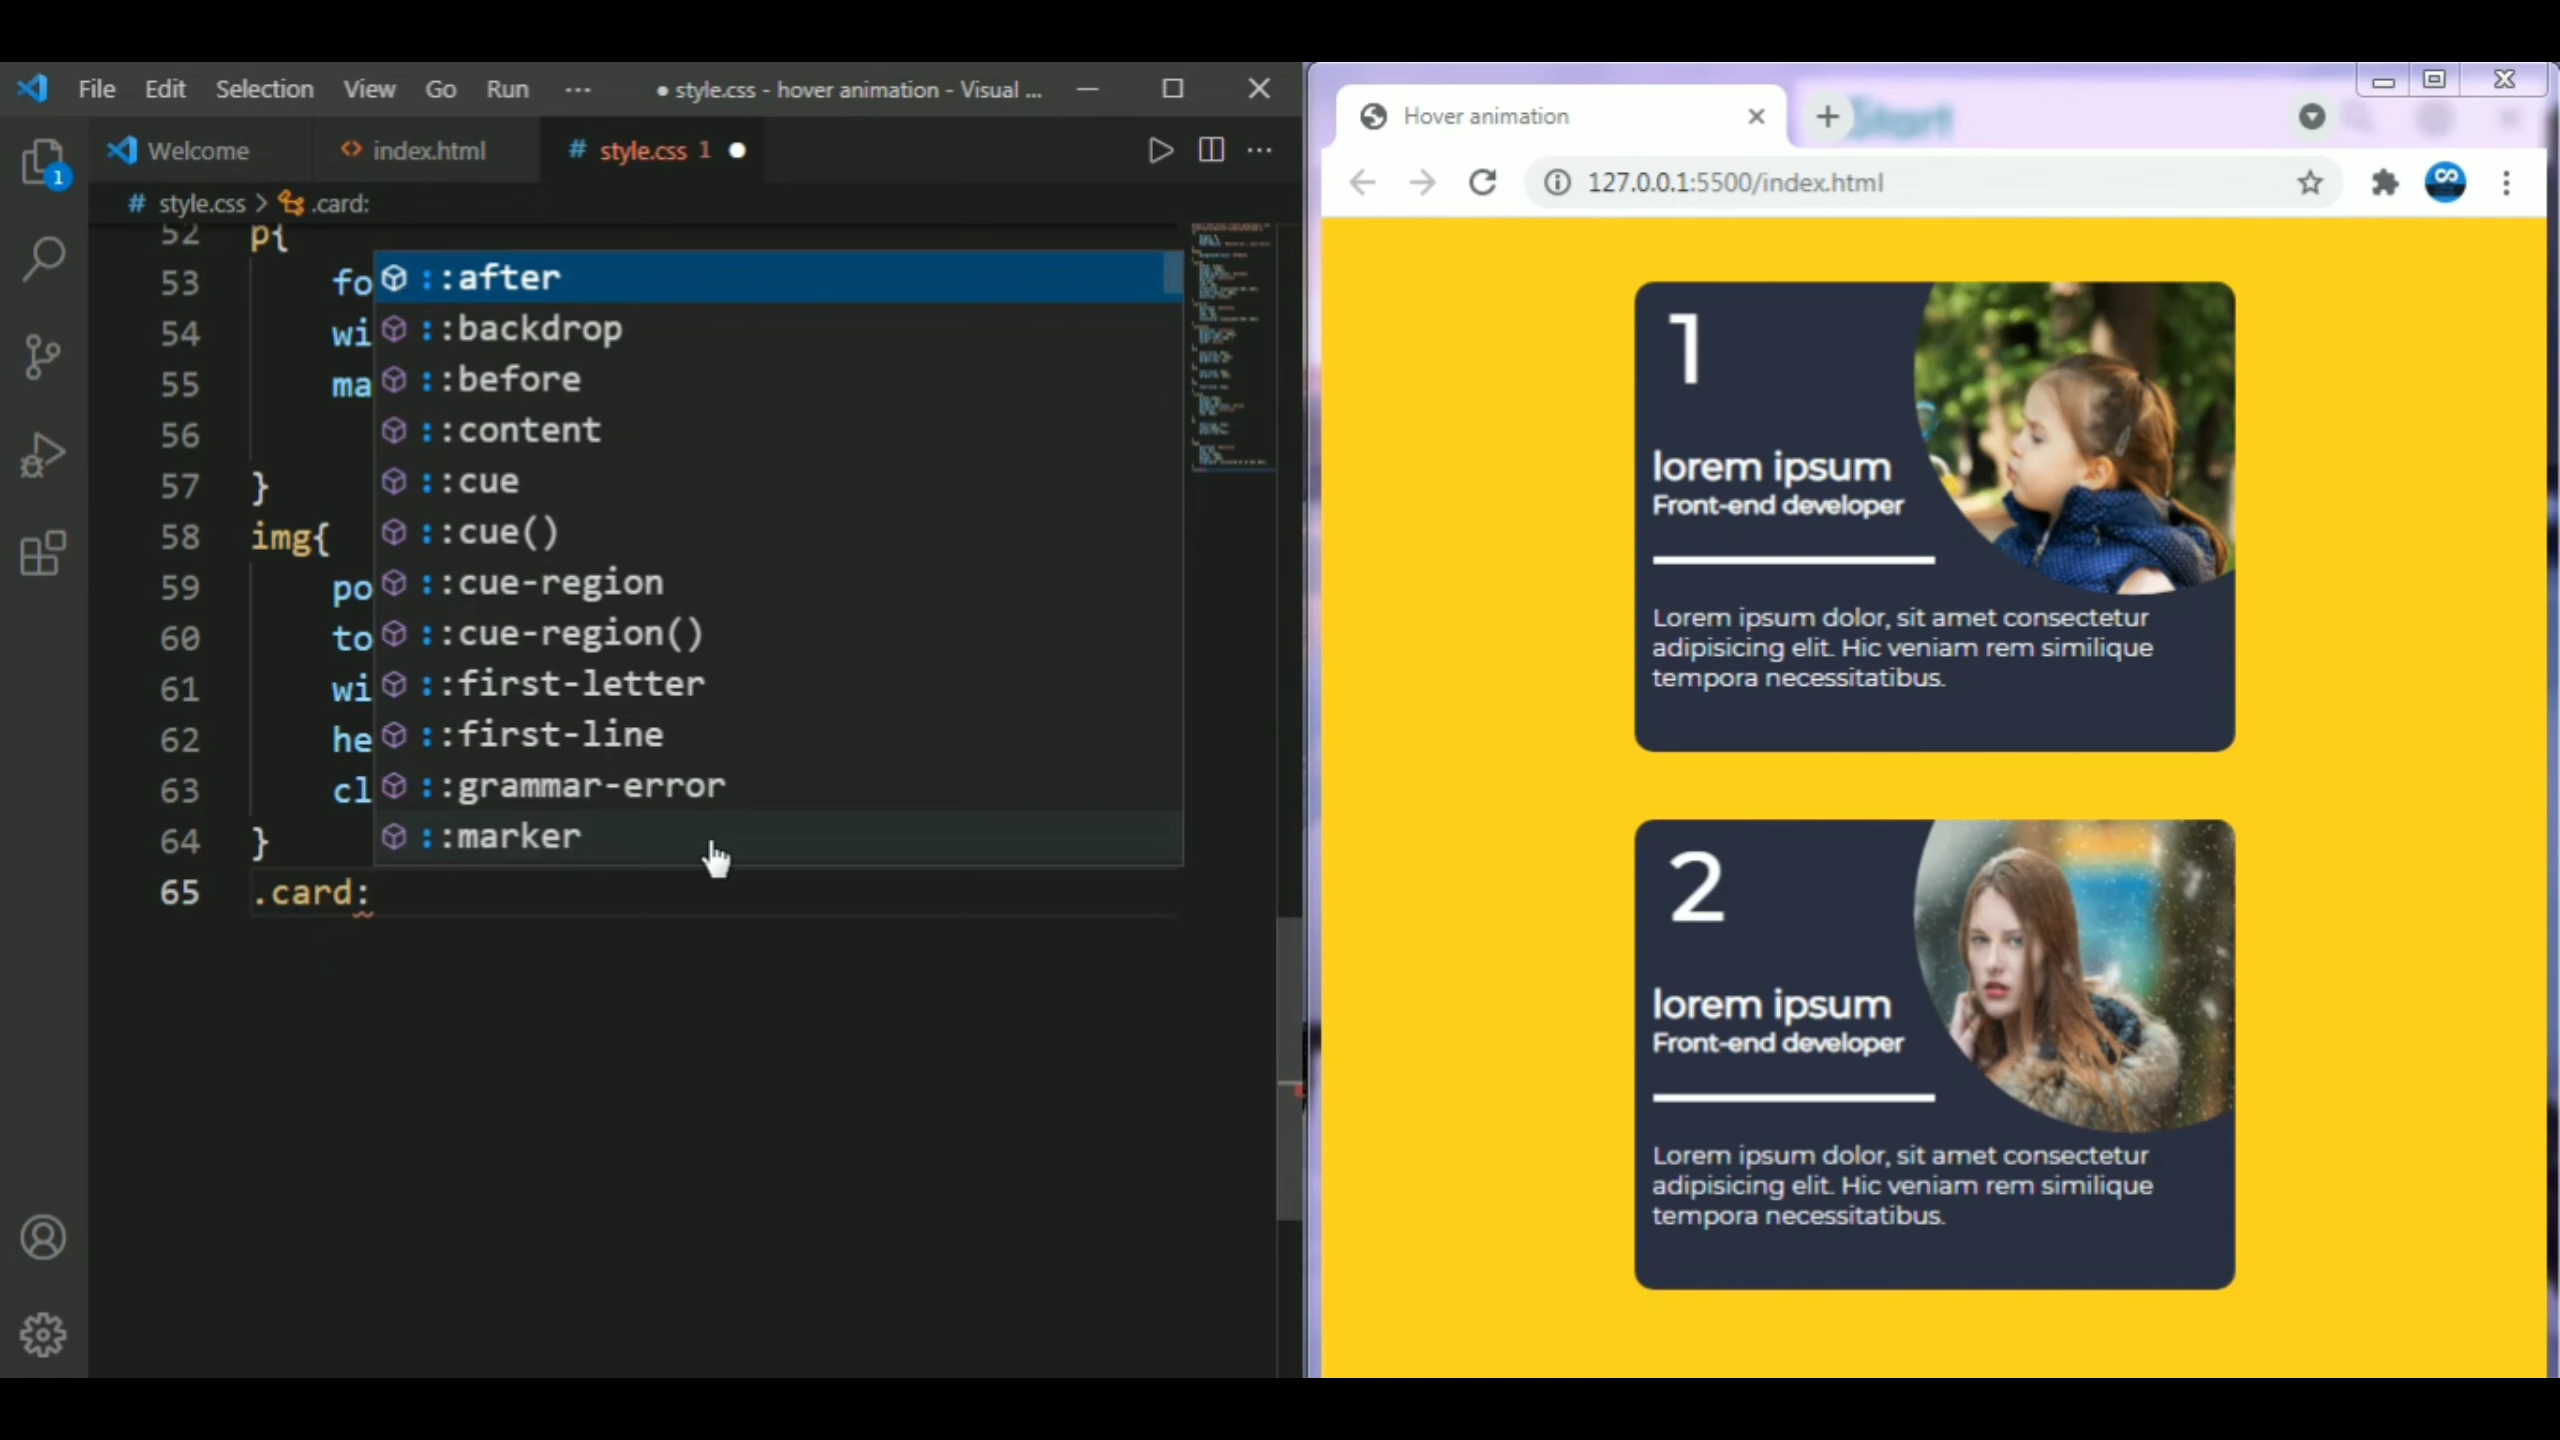 File Edit Selection View Go Run ··· ● style.css - hover animation - Visual ...
Welcome index.html # style.css 1 ●
# style.css > .card:
52 p{
53 fo
54 wi
55 ma
56
57 }
58 img{
59 po
60 to
61 wi
62 he
63 cl
64 }
65 .card:
::after
::backdrop
::before
::content
::cue
::cue()
::cue-region
::cue-region()
::first-letter
::first-line
::grammar-error
::marker
1
Hover animation
Start
127.0.0.1:5500/index.html
1
lorem ipsum
Front-end developer
Lorem ipsum dolor, sit amet consectetur
adipisicing elit. Hic veniam rem similique
tempora necessitatibus.
2
lorem ipsum
Front-end developer
Lorem ipsum dolor, sit amet consectetur
adipisicing elit. Hic veniam rem similique
tempora necessitatibus.